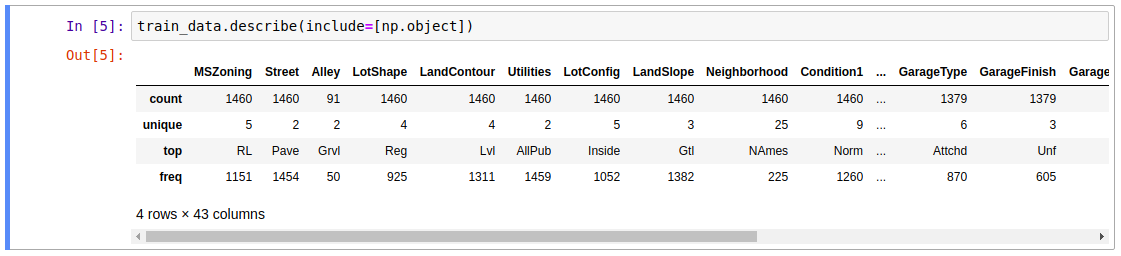 In [5]: train_data.describe(include=[np.object])
Out[5]:
MSZoning Street Alley LotShape LandContour Utilities LotConfig LandSlope Neighborhood Condition1 ... GarageType GarageFinish Garage
count 1460 1460 91 1460 1460 1460 1460 1460 1460 1460 ... 1379 1379
unique 5 2 2 4 4 2 5 3 25 9 ... 6 3
top RL Pave Grvl Reg Lvl AllPub Inside Gtl NAmes Norm ... Attchd Unf
freq 1151 1454 50 925 1311 1459 1052 1382 225 1260 ... 870 605
4 rows × 43 columns